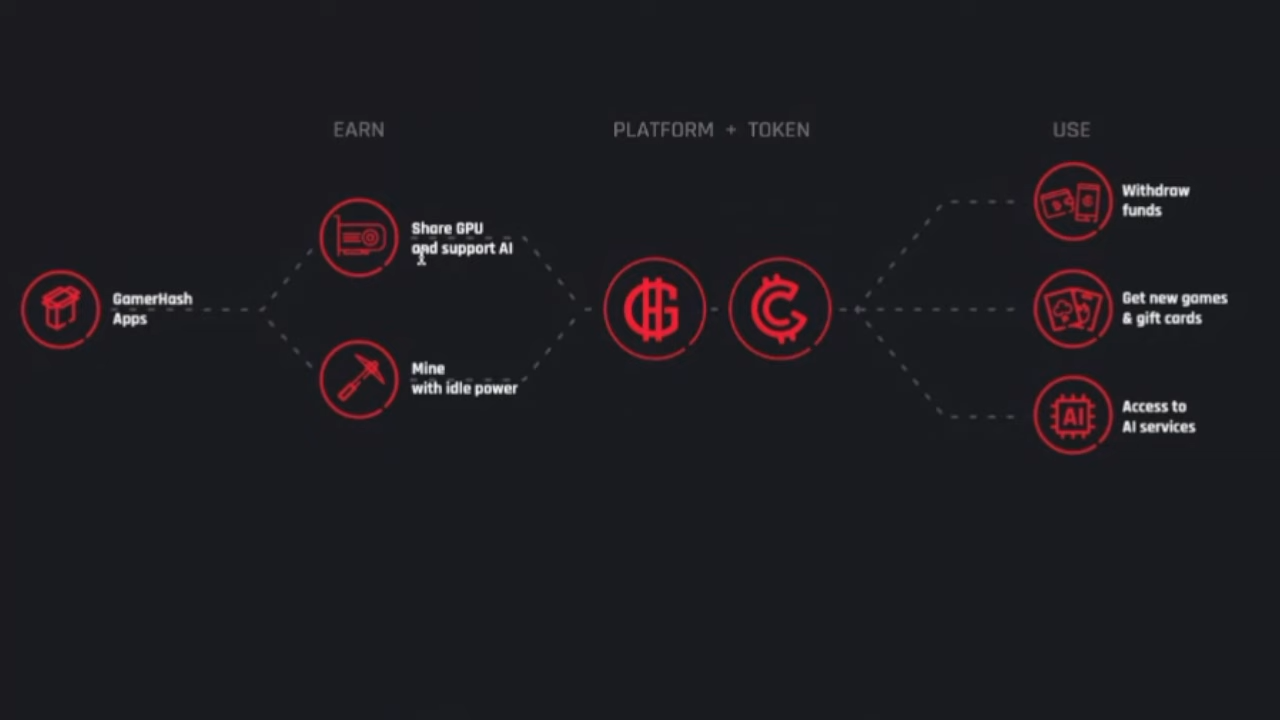 EARN
PLATFORM + TOKEN
USE
GamerHash
Apps
Share GPU
and support AI
Mine
with idle power
Withdraw
funds
Get new games
& gift cards
AI
Access to
AI services